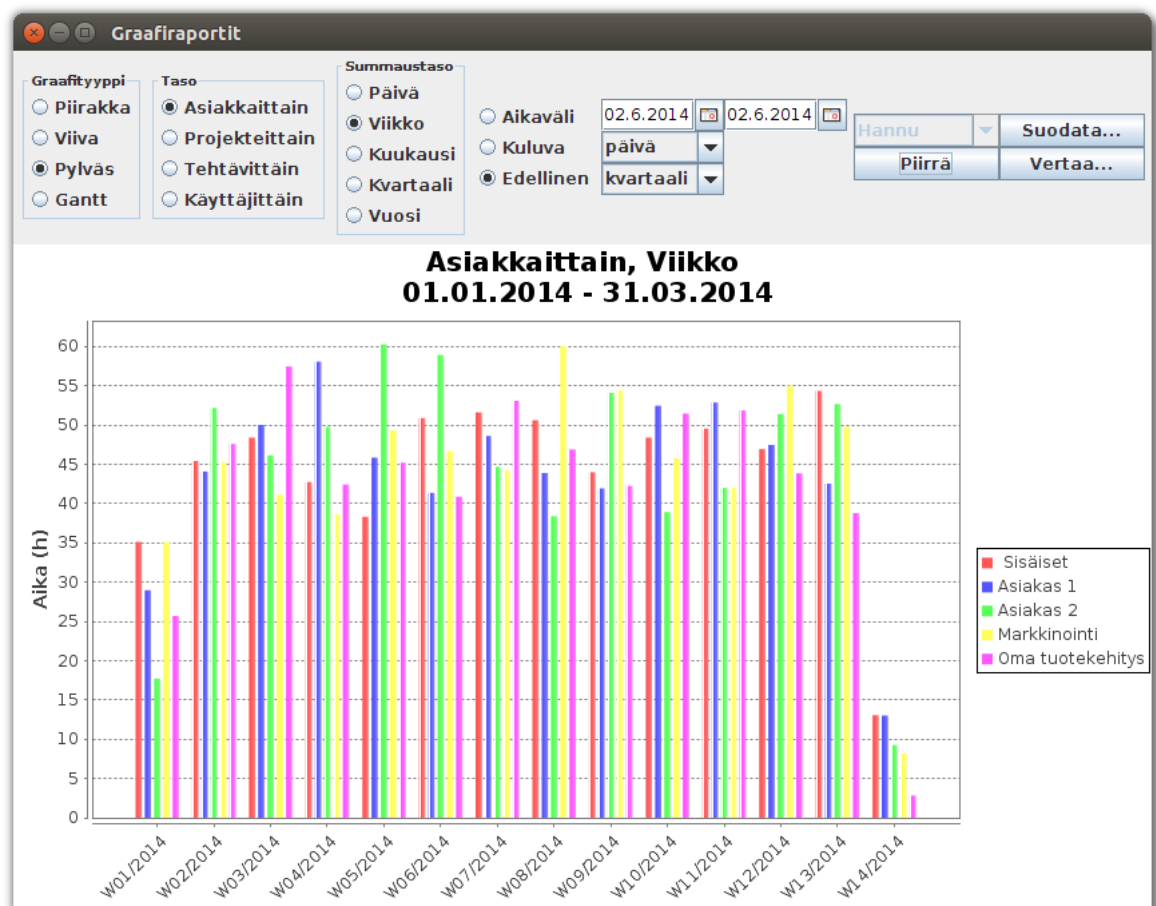 Graafiraportit
Graafityyppi
Piirakka
Viiva
Pylväs
Gantt
Taso
Asiakkaittain
Projekteittain
Tehtävittäin
Käyttäjittäin
Summaustaso
Päivä
Viikko
Kuukausi
Kvartaali
Vuosi
Aikaväli 02.6.2014 02.6.2014
Kuluva päivä
Edellinen kvartaali
Hannu Suodata...
Piirrä Vertaa...
Asiakkaittain, Viikko
01.01.2014 - 31.03.2014
Aika (h)
60
55
50
45
40
35
30
25
20
15
10
5
0
W01/2014
W02/2014
W03/2014
W04/2014
W05/2014
W06/2014
W07/2014
W08/2014
W09/2014
W10/2014
W11/2014
W12/2014
W13/2014
W14/2014
Sisäiset
Asiakas 1
Asiakas 2
Markkinointi
Oma tuotekehitys